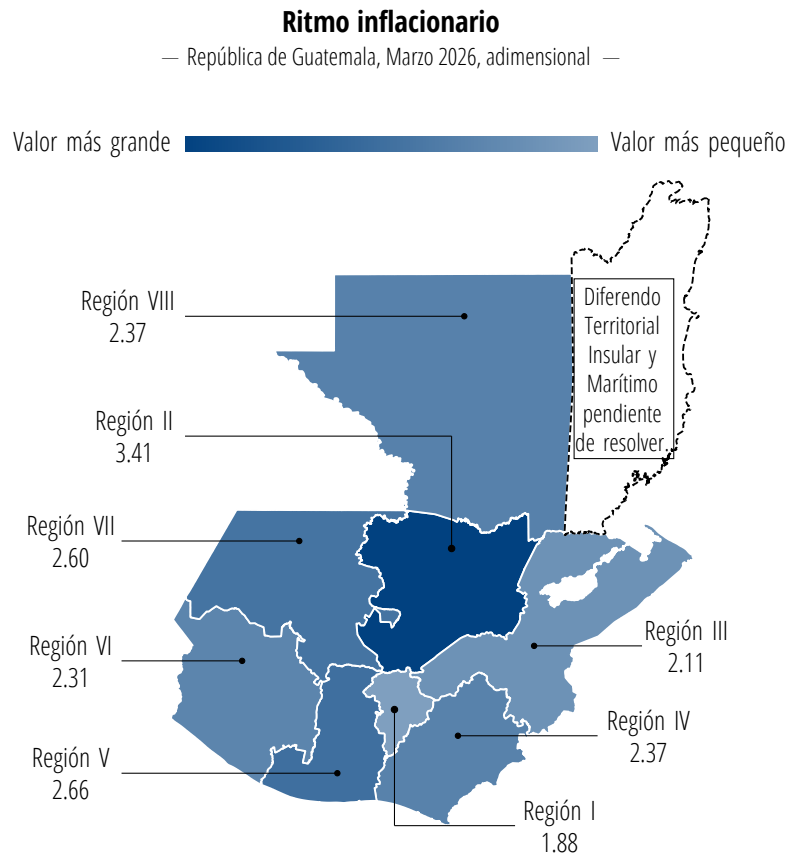 Ritmo inflacionario
— República de Guatemala, Marzo 2026, adimensional —
Valor más grande
Valor más pequeño
Región VIII
2.37
Diferendo
Territorial
Insular y
Marítimo
pendiente
de resolver.
Región II
3.41
Región VII
2.60
Región III
2.11
Región VI
2.31
Región IV
2.37
Región V
2.66
Región I
1.88